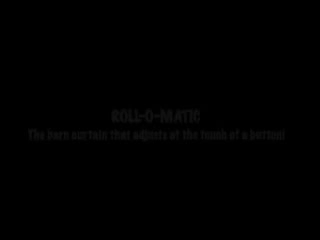 ROLL-O-MATIC
The barn curtain that adjusts at the touch of a button!